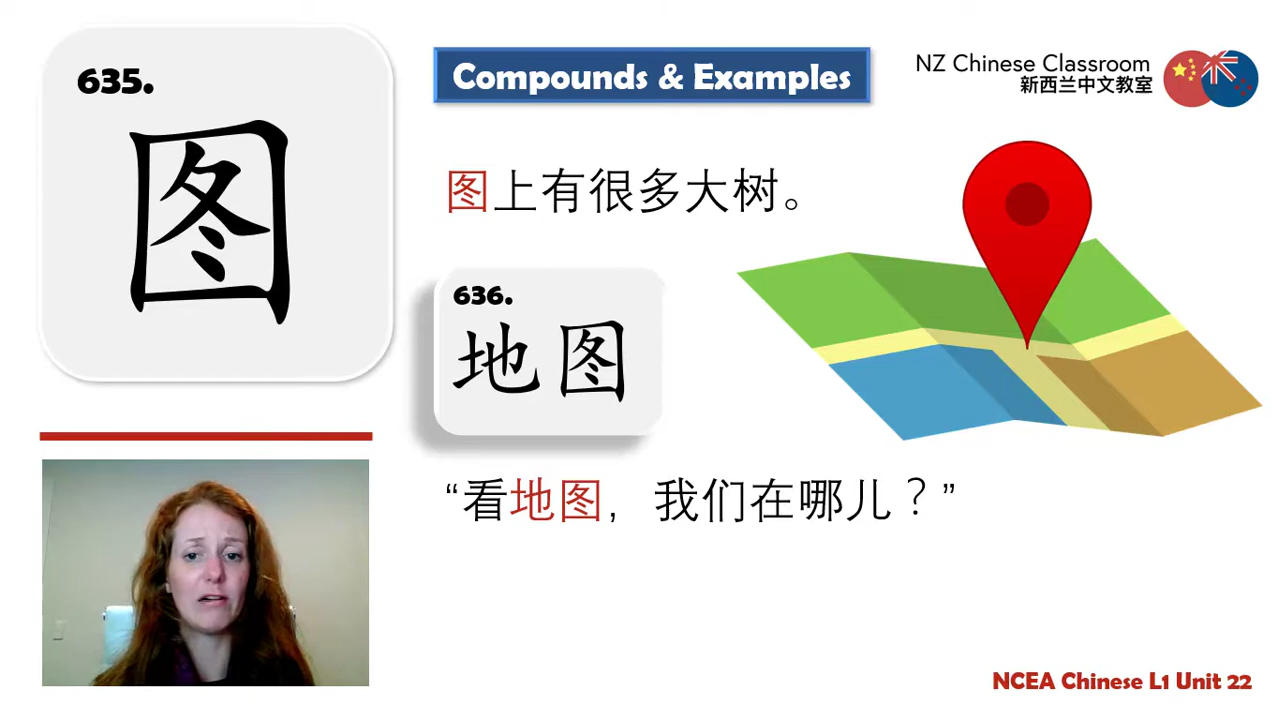 635.
图
Compounds & Examples
NZ Chinese Classroom
新西兰中文教室
图上有很多大树。
636.
地图
“看地图，我们在哪儿？”
NCEA Chinese L1 Unit 22